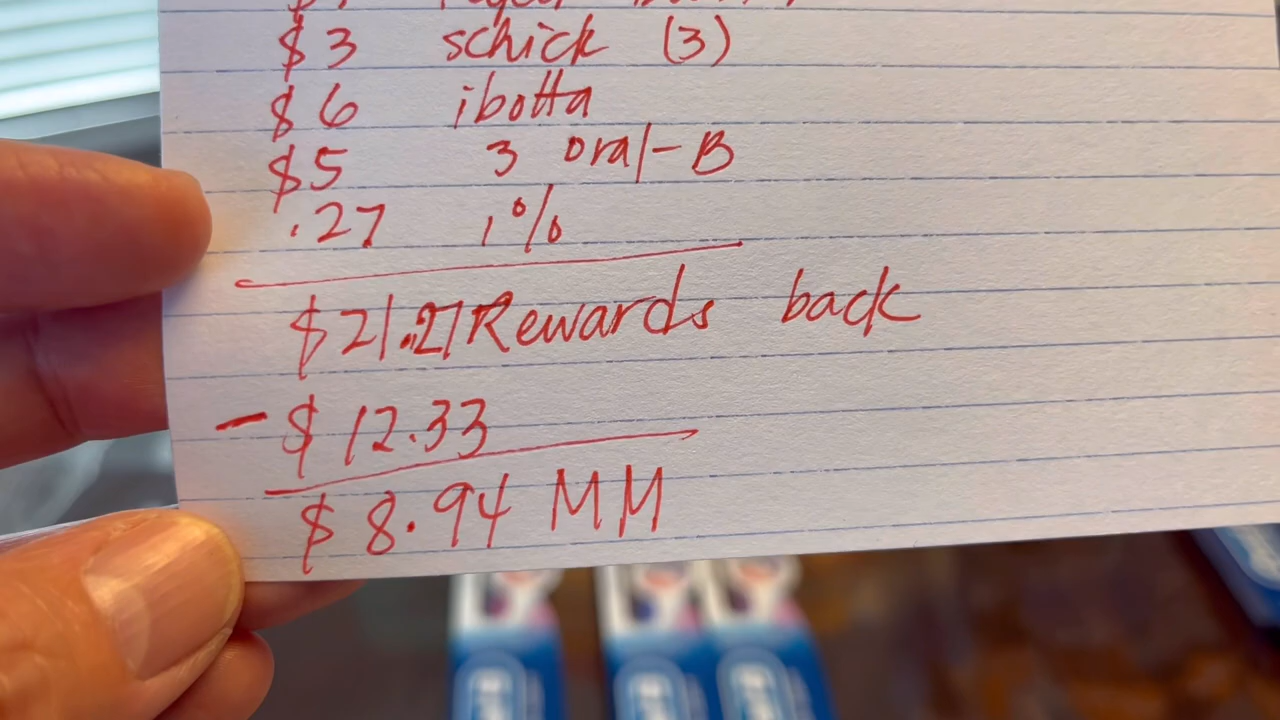 $3 schick (3)
$6 ibotta
$5 3 oral-B
.27 1%
$21.27 Rewards back
- $12.33
$8.94 MM